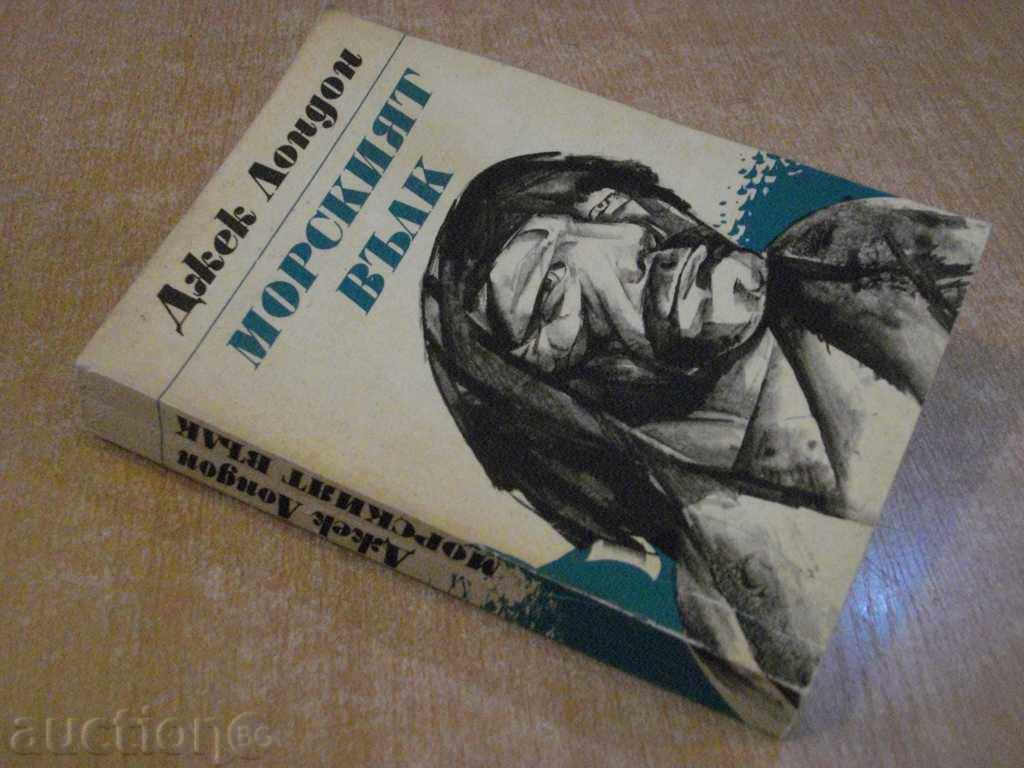 Джек Лондон
МОРСКИЯТ
ВЪЛК
Джек Лондон
МОРСКИЯТ ВЪЛК
auction BG